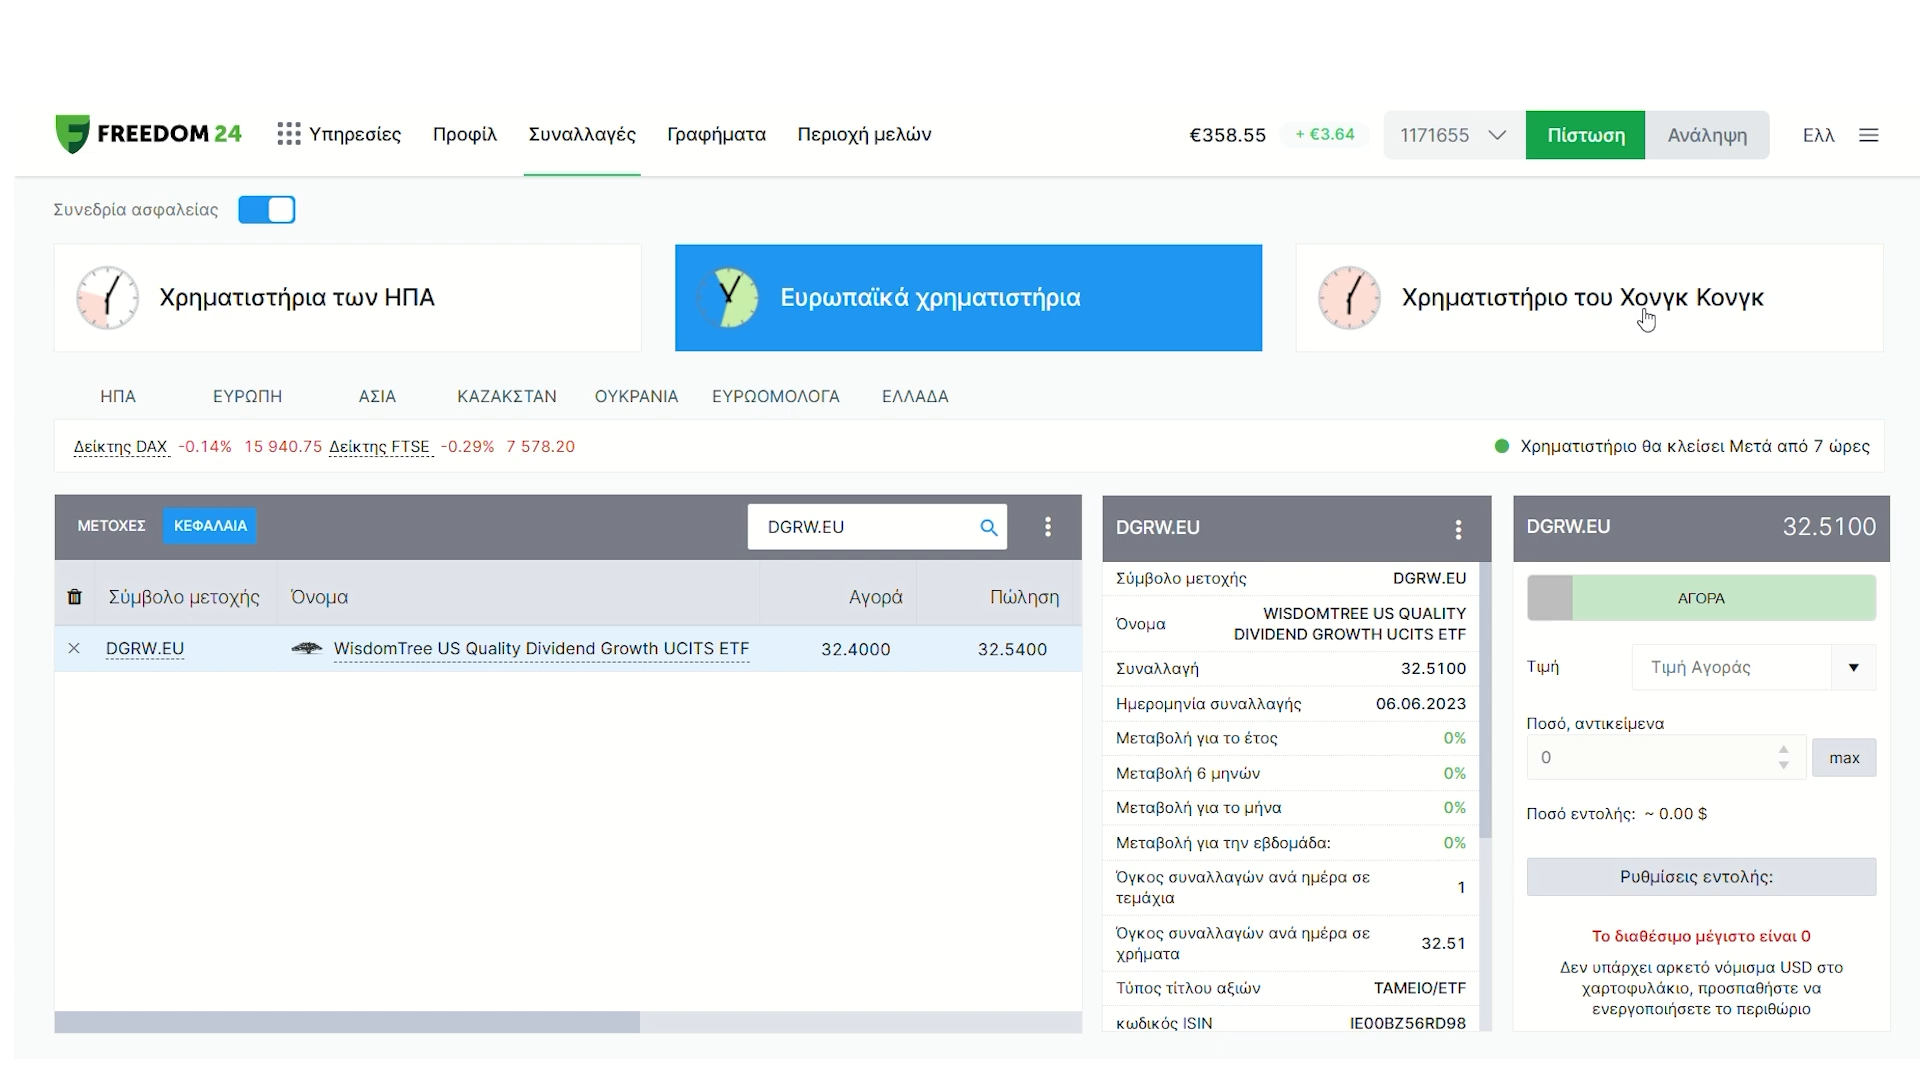 FREEDOM 24
Υπηρεσίες
Προφίλ
Συναλλαγές
Γραφήματα
Περιοχή μελών
€358.55
+ €3.64
1171655
Πίστωση
Ανάληψη
Ελλ
Συνεδρία ασφαλείας
Χρηματιστήρια των ΗΠΑ
Ευρωπαϊκά χρηματιστήρια
Χρηματιστήριο του Χονγκ Κονγκ
ΗΠΑ
ΕΥΡΩΠΗ
ΑΣΙΑ
ΚΑΖΑΚΣΤΑΝ
ΟΥΚΡΑΝΙΑ
ΕΥΡΩΟΜΟΛΟΓΑ
ΕΛΛΑΔΑ
Δείκτης DAX -0.14% 15 940.75 Δείκτης FTSE -0.29% 7 578.20
Χρηματιστήριο θα κλείσει Μετά από 7 ώρες
ΜΕΤΟΧΕΣ
ΚΕΦΑΛΑΙΑ
DGRW.EU
Σύμβολο μετοχής
Όνομα
Αγορά
Πώληση
DGRW.EU
WisdomTree US Quality Dividend Growth UCITS ETF
32.4000
32.5400
DGRW.EU
Σύμβολο μετοχής DGRW.EU
Όνομα WISDOMTREE US QUALITY
DIVIDEND GROWTH UCITS ETF
Συναλλαγή 32.5100
Ημερομηνία συναλλαγής 06.06.2023
Μεταβολή για το έτος 0%
Μεταβολή 6 μηνών 0%
Μεταβολή για το μήνα 0%
Μεταβολή για την εβδομάδα: 0%
Όγκος συναλλαγών ανά ημέρα σε
τεμάχια 1
Όγκος συναλλαγών ανά ημέρα σε
χρήματα 32.51
Τύπος τίτλου αξιών ΤΑΜΕΙΟ/ETF
κωδικός ISIN IE00BZ56RD98
DGRW.EU 32.5100
ΑΓΟΡΑ
Τιμή
Τιμή Αγοράς
Ποσό, αντικείμενα
0
max
Ποσό εντολής: ~ 0.00 $
Ρυθμίσεις εντολής:
Το διαθέσιμο μέγιστο είναι 0
Δεν υπάρχει αρκετό νόμισμα USD στο
χαρτοφυλάκιο, προσπαθήστε να
ενεργοποιήσετε το περιθώριο